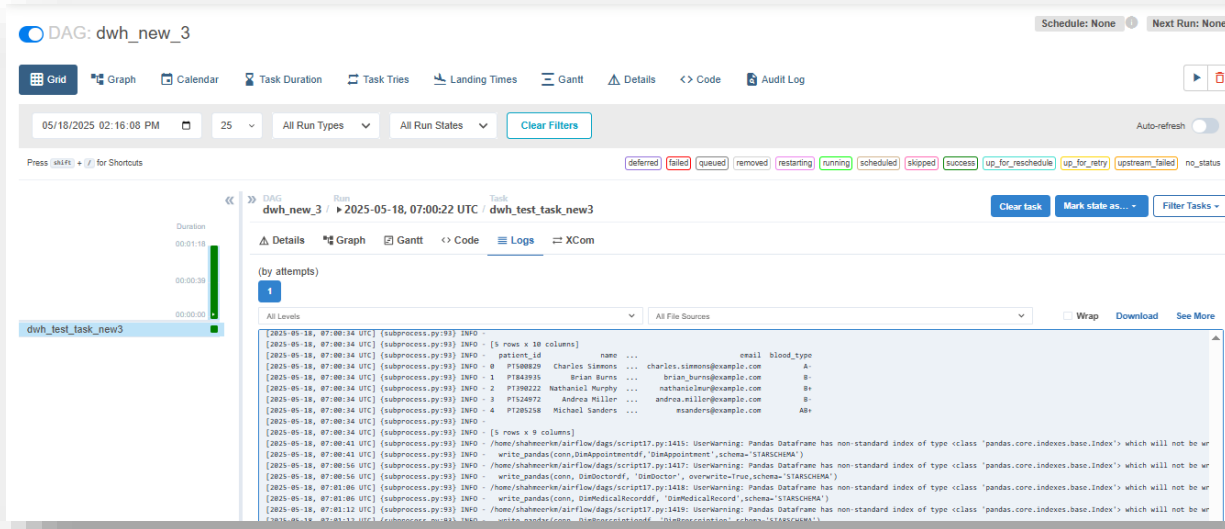 DAG: dwh_new_3
Schedule: None
Next Run: None
Grid
Graph
Calendar
Task Duration
Task Tries
Landing Times
Gantt
Details
Code
Audit Log
05/18/2025 02:16:08 PM
25
All Run Types
All Run States
Clear Filters
Auto-refresh
Press shift + / for Shortcuts
deferred failed queued removed restarting running scheduled skipped success up_for_reschedule up_for_retry upstream_failed no_status
Duration
00:01:18
00:00:39
00:00:00
dwh_test_task_new3
DAG Run Task
dwh_new_3 / 2025-05-18, 07:00:22 UTC / dwh_test_task_new3
Clear task
Mark state as...
Filter Tasks
Details Graph Gantt Code Logs XCom
(by attempts)
1
All Levels
All File Sources
Wrap
Download
See More
[2025-05-18, 07:00:34 UTC] {subprocess.py:93} INFO -
[2025-05-18, 07:00:34 UTC] {subprocess.py:93} INFO - [5 rows x 10 columns]
[2025-05-18, 07:00:34 UTC] {subprocess.py:93} INFO - patient_id name ... email blood_type
[2025-05-18, 07:00:34 UTC] {subprocess.py:93} INFO - 0 PT500829 Charles Simmons ... charles.simmons@example.com A-
[2025-05-18, 07:00:34 UTC] {subprocess.py:93} INFO - 1 PT843935 Brian Burns ... brian_burns@example.com B-
[2025-05-18, 07:00:34 UTC] {subprocess.py:93} INFO - 2 PT390222 Nathaniel Murphy ... nathanielmur@example.com B+
[2025-05-18, 07:00:34 UTC] {subprocess.py:93} INFO - 3 PT524972 Andrea Miller ... andrea.miller@example.com B-
[2025-05-18, 07:00:34 UTC] {subprocess.py:93} INFO - 4 PT205258 Michael Sanders ... msanders@example.com AB+
[2025-05-18, 07:00:34 UTC] {subprocess.py:93} INFO -
[2025-05-18, 07:00:34 UTC] {subprocess.py:93} INFO - [5 rows x 9 columns]
[2025-05-18, 07:00:41 UTC] {subprocess.py:93} INFO - /home/shahmeerkm/airflow/dags/script17.py:1415: UserWarning: Pandas Dataframe has non-standard index of type <class 'pandas.core.indexes.base.Index'> which will not be wr
[2025-05-18, 07:00:41 UTC] {subprocess.py:93} INFO - write_pandas(conn,DimAppointmentdf,'DimAppointment',schema='STARSCHEMA')
[2025-05-18, 07:00:56 UTC] {subprocess.py:93} INFO - /home/shahmeerkm/airflow/dags/script17.py:1417: UserWarning: Pandas Dataframe has non-standard index of type <class 'pandas.core.indexes.base.Index'> which will not be wr
[2025-05-18, 07:00:56 UTC] {subprocess.py:93} INFO - write_pandas(conn, DimDoctordf, 'DimDoctor', overwrite=True,schema='STARSCHEMA')
[2025-05-18, 07:01:06 UTC] {subprocess.py:93} INFO - /home/shahmeerkm/airflow/dags/script17.py:1418: UserWarning: Pandas Dataframe has non-standard index of type <class 'pandas.core.indexes.base.Index'> which will not be wr
[2025-05-18, 07:01:06 UTC] {subprocess.py:93} INFO - write_pandas(conn, DimMedicalRecorddf, 'DimMedicalRecord',schema='STARSCHEMA')
[2025-05-18, 07:01:12 UTC] {subprocess.py:93} INFO - /home/shahmeerkm/airflow/dags/script17.py:1419: UserWarning: Pandas Dataframe has non-standard index of type <class 'pandas.core.indexes.base.Index'> which will not be wr
[2025-05-18, 07:01:12 UTC] {subprocess.py:93} INFO - write_pandas(conn, DimPrescriptiondf, 'DimPrescription',schema='STARSCHEMA')